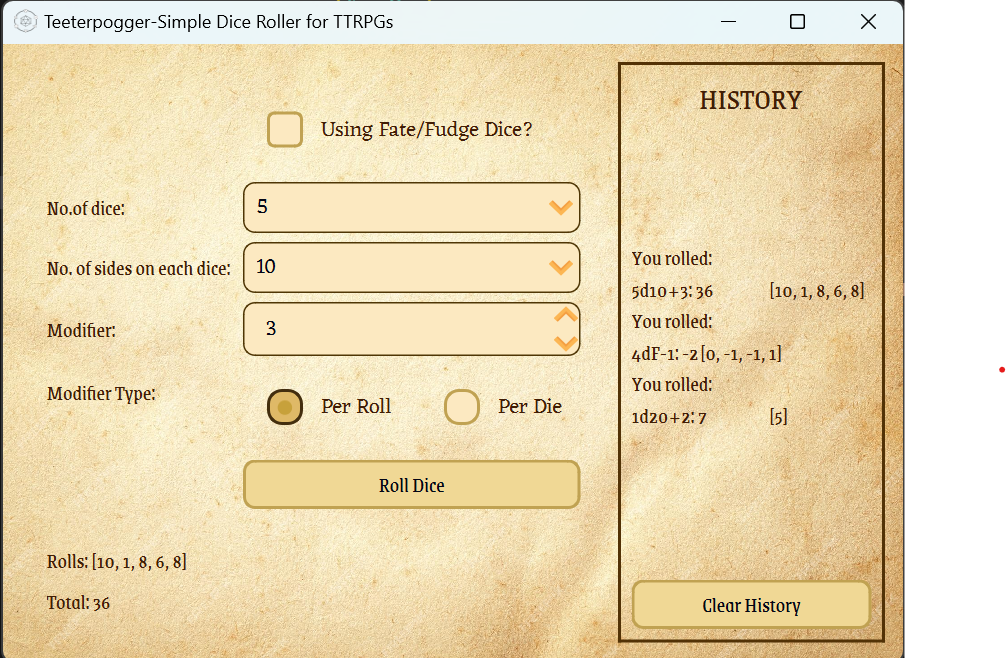 Teeterpogger-Simple Dice Roller for TTRPGs
Using Fate/Fudge Dice?
No.of dice:
5
No. of sides on each dice:
10
Modifier:
3
Modifier Type:
Per Roll
Per Die
Roll Dice
Rolls: [10, 1, 8, 6, 8]
Total: 36
HISTORY
You rolled:
5d10+3: 36 [10, 1, 8, 6, 8]
You rolled:
4dF-1: -2 [0, -1, -1, 1]
You rolled:
1d20+2: 7 [5]
Clear History